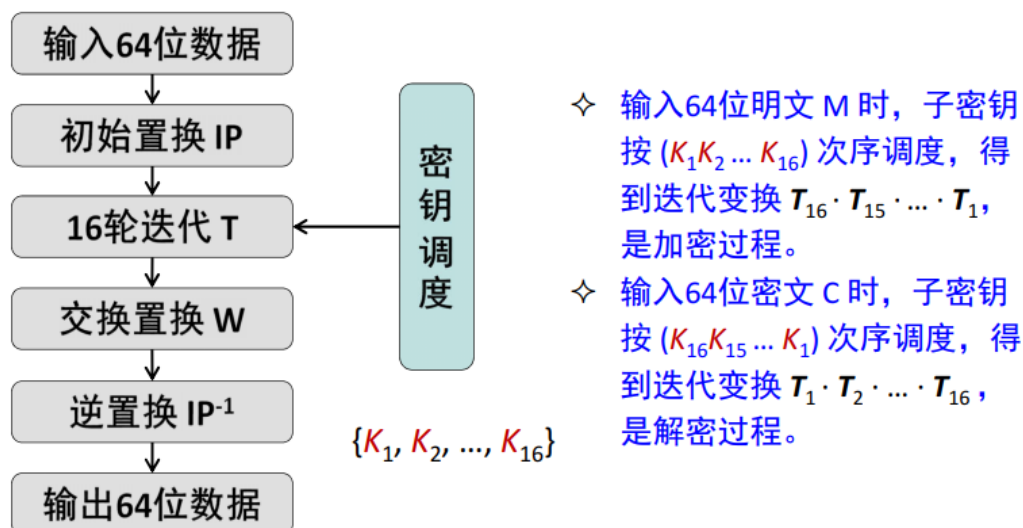 输入64位数据
初始置换 IP
16轮迭代 T
交换置换 W
逆置换 IP⁻¹
输出64位数据
密钥调度
{K₁, K₂, ..., K₁₆}
✧ 输入64位明文 M 时，子密钥
按 (K₁K₂ ... K₁₆) 次序调度，得
到迭代变换 T₁₆ · T₁₅ · ... · T₁，
是加密过程。
✧ 输入64位密文 C 时，子密钥
按 (K₁₆K₁₅ ... K₁) 次序调度，得
到迭代变换 T₁ · T₂ · ... · T₁₆，
是解密过程。